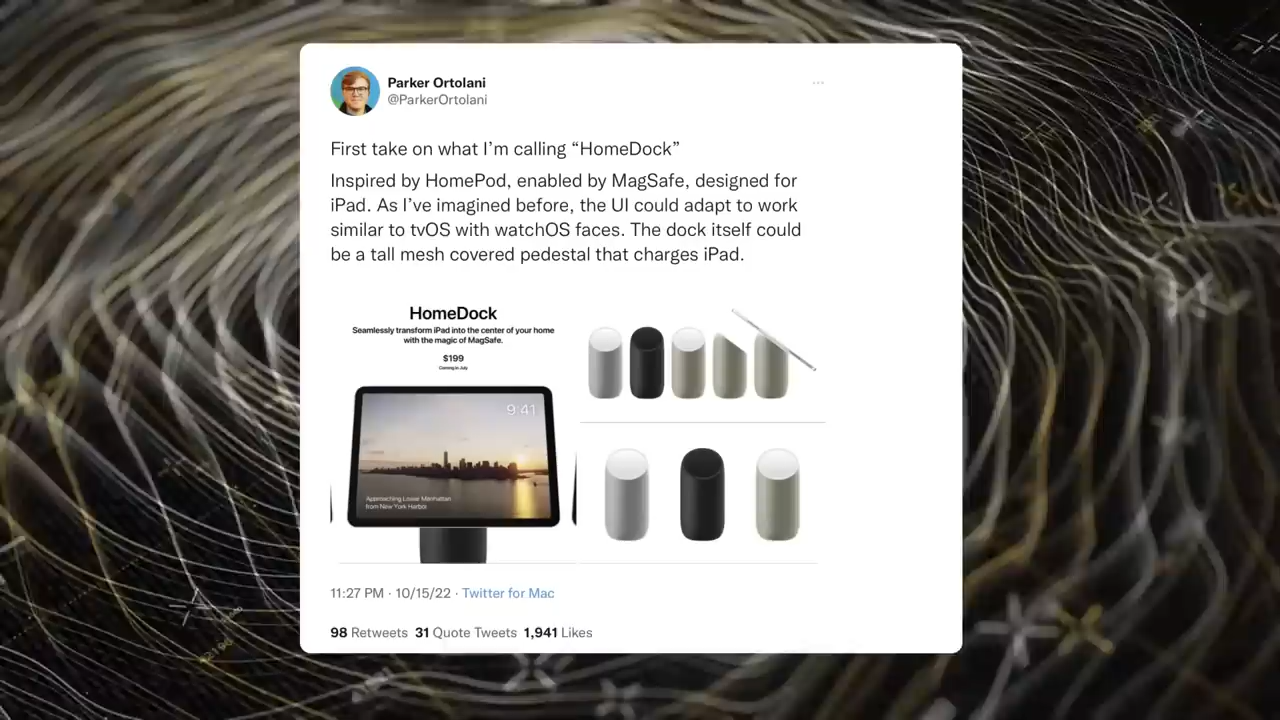 Parker Ortolani
@ParkerOrtolani
First take on what I’m calling “HomeDock”
Inspired by HomePod, enabled by MagSafe, designed for
iPad. As I’ve imagined before, the UI could adapt to work
similar to tvOS with watchOS faces. The dock itself could
be a tall mesh covered pedestal that charges iPad.
HomeDock
Seamlessly transform iPad into the center of your home
with the magic of MagSafe.
$199
Coming in July
9:41
Approaching Lower Manhattan
from New York Harbor
11:27 PM · 10/15/22 · Twitter for Mac
98 Retweets 31 Quote Tweets 1,941 Likes